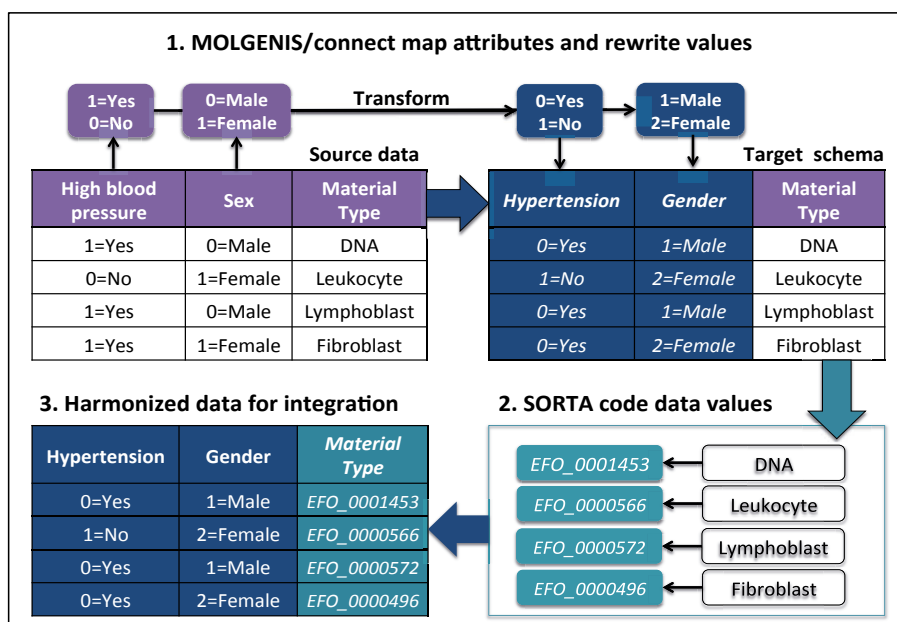 1. MOLGENIS/connect map attributes and rewrite values
1=Yes
0=No
0=Male
1=Female
Transform
0=Yes
1=No
1=Male
2=Female
Source data
Target schema
High blood
pressure
Sex
Material
Type
Hypertension
Gender
Material
Type
1=Yes
0=Male
DNA
0=Yes
1=Male
DNA
0=No
1=Female
Leukocyte
1=No
2=Female
Leukocyte
1=Yes
0=Male
Lymphoblast
0=Yes
1=Male
Lymphoblast
1=Yes
1=Female
Fibroblast
0=Yes
2=Female
Fibroblast
3. Harmonized data for integration
Hypertension
Gender
Material
Type
0=Yes
1=Male
EFO_0001453
1=No
2=Female
EFO_0000566
0=Yes
1=Male
EFO_0000572
0=Yes
2=Female
EFO_0000496
2. SORTA code data values
EFO_0001453
DNA
EFO_0000566
Leukocyte
EFO_0000572
Lymphoblast
EFO_0000496
Fibroblast